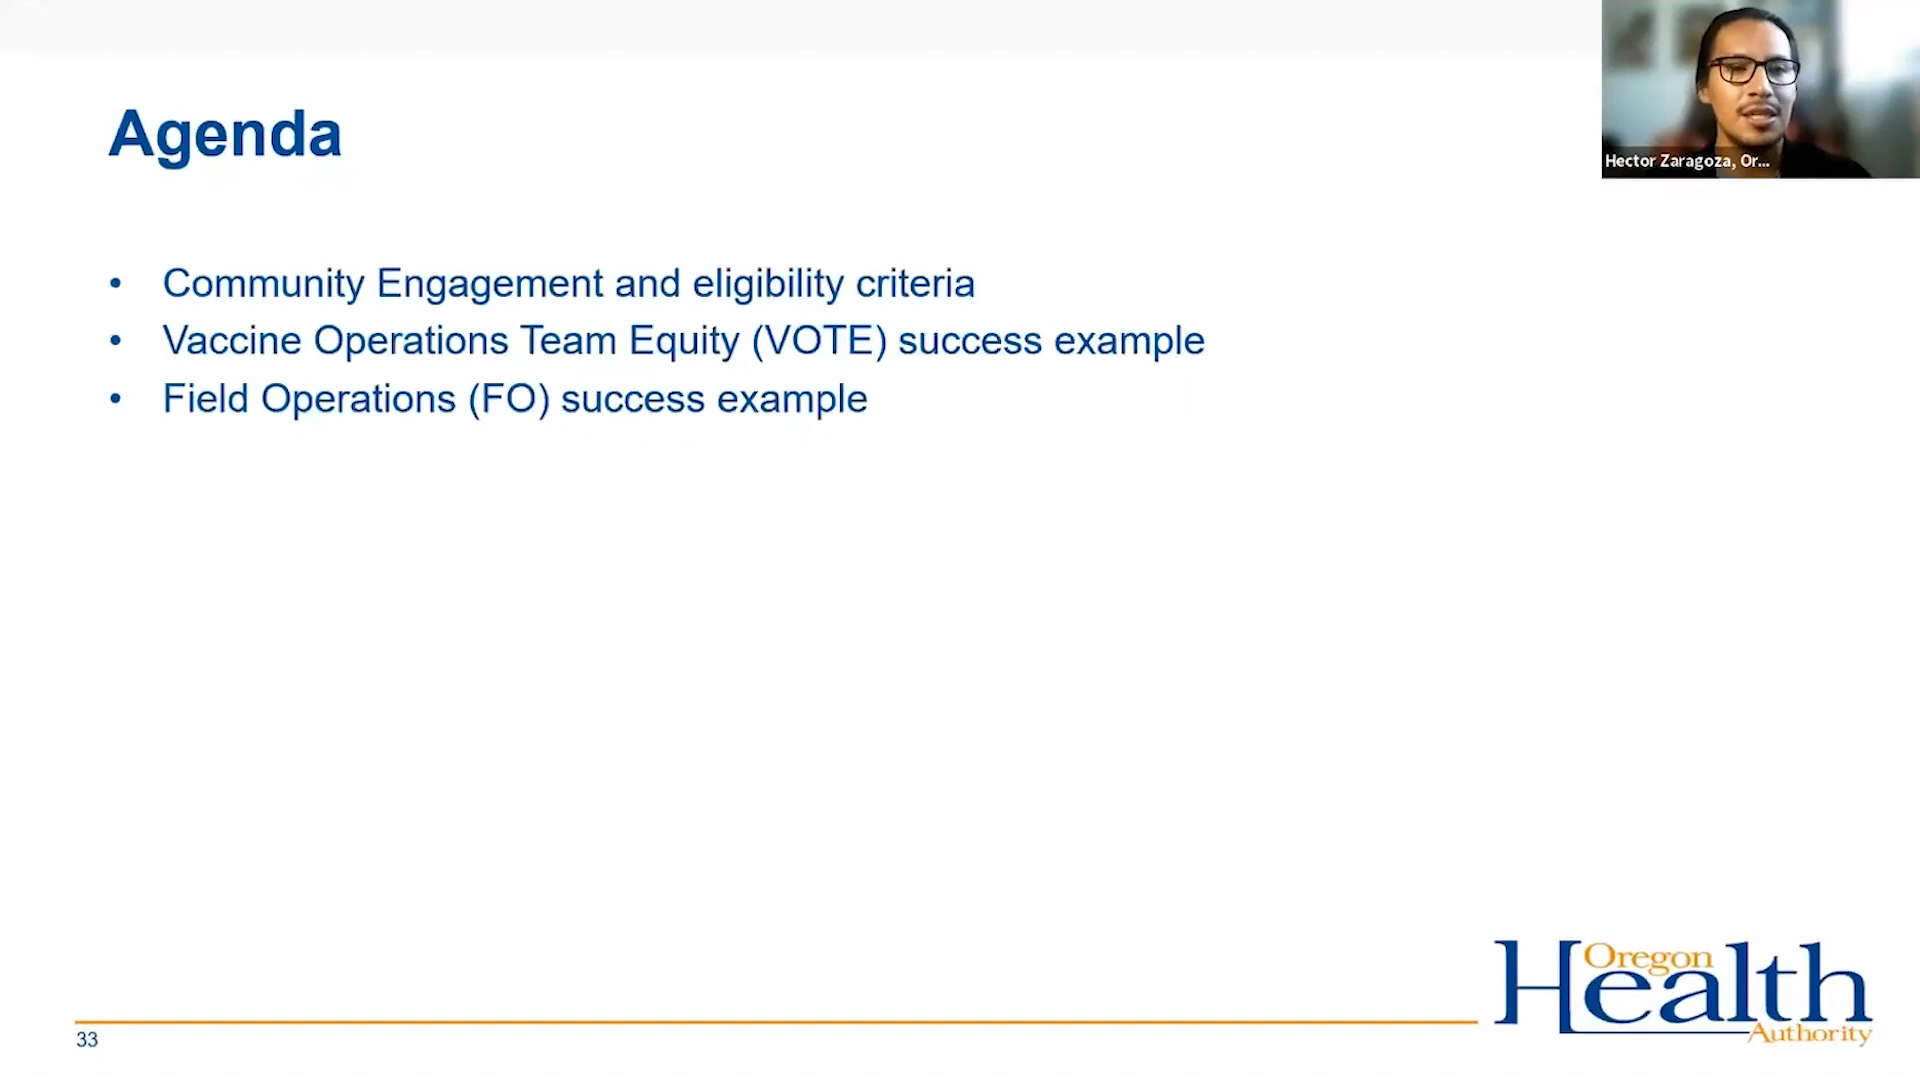 Agenda
Hector Zaragoza, Or...
• Community Engagement and eligibility criteria
• Vaccine Operations Team Equity (VOTE) success example
• Field Operations (FO) success example
Oregon
Health
Authority
33